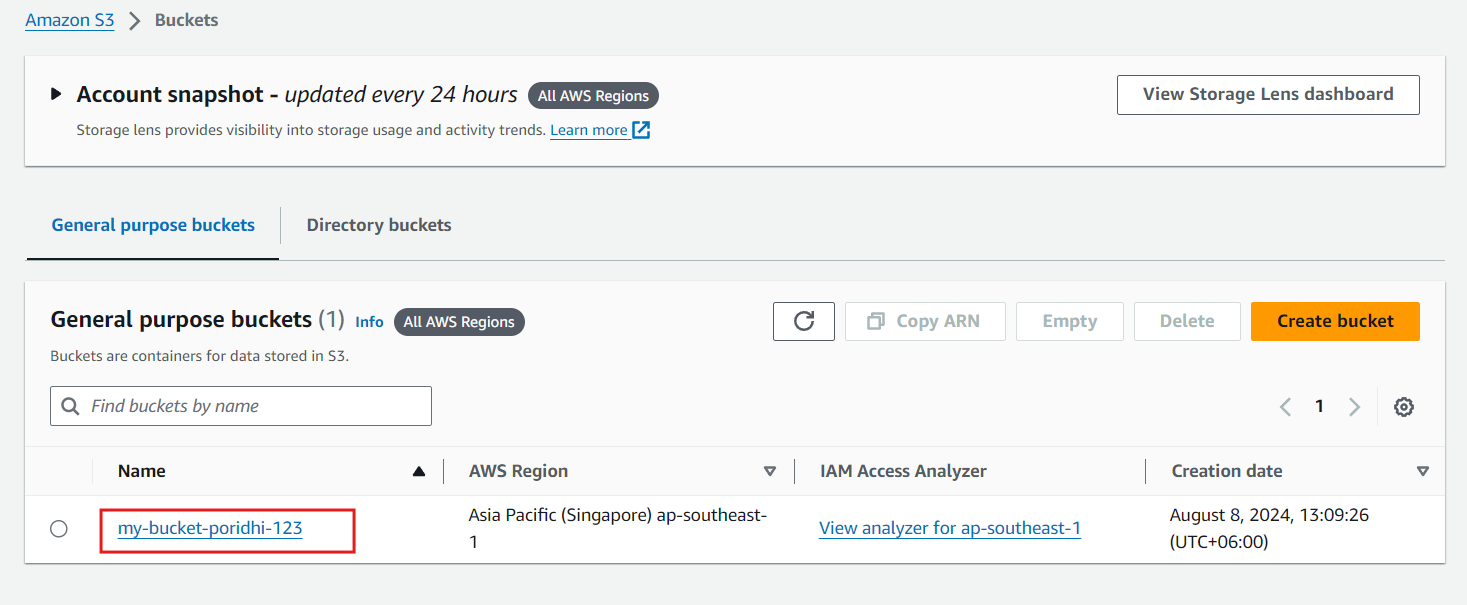 Amazon S3 > Buckets
Account snapshot - updated every 24 hours All AWS Regions
View Storage Lens dashboard
Storage lens provides visibility into storage usage and activity trends. Learn more
General purpose buckets
Directory buckets
General purpose buckets (1) Info All AWS Regions
Copy ARN
Empty
Delete
Create bucket
Buckets are containers for data stored in S3.
Find buckets by name
1
Name
AWS Region
IAM Access Analyzer
Creation date
my-bucket-poridhi-123
Asia Pacific (Singapore) ap-southeast-
1
View analyzer for ap-southeast-1
August 8, 2024, 13:09:26
(UTC+06:00)